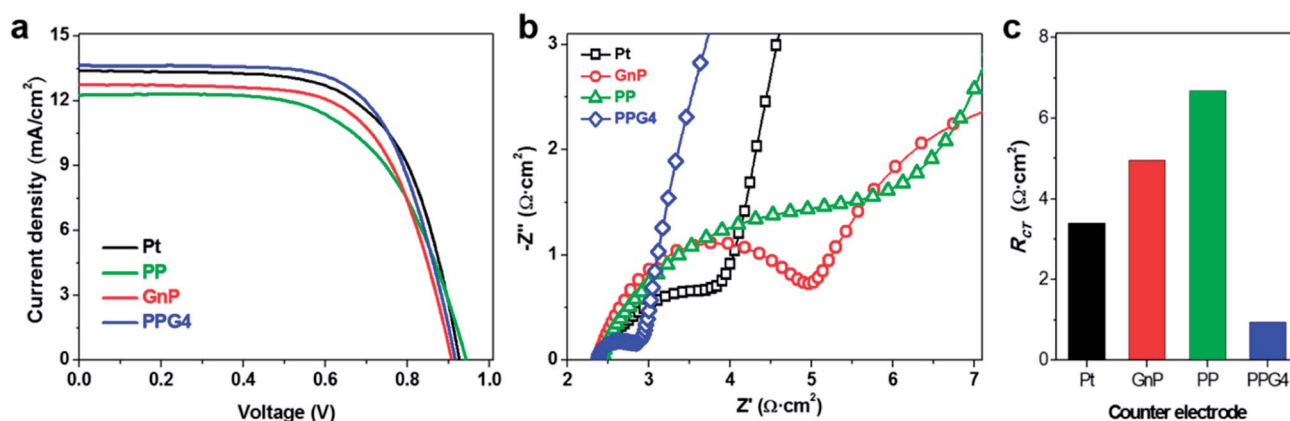 a
Current density (mA/cm²)
15
12
9
6
3
0
Pt
PP
GnP
PPG4
0.0 0.2 0.4 0.6 0.8 1.0
Voltage (V)
b
-Z'' (Ω·cm²)
3
2
1
0
Pt
GnP
PP
PPG4
2 3 4 5 6 7
Z' (Ω·cm²)
c
R_CT (Ω·cm²)
8
6
4
2
0
Pt GnP PP PPG4
Counter electrode